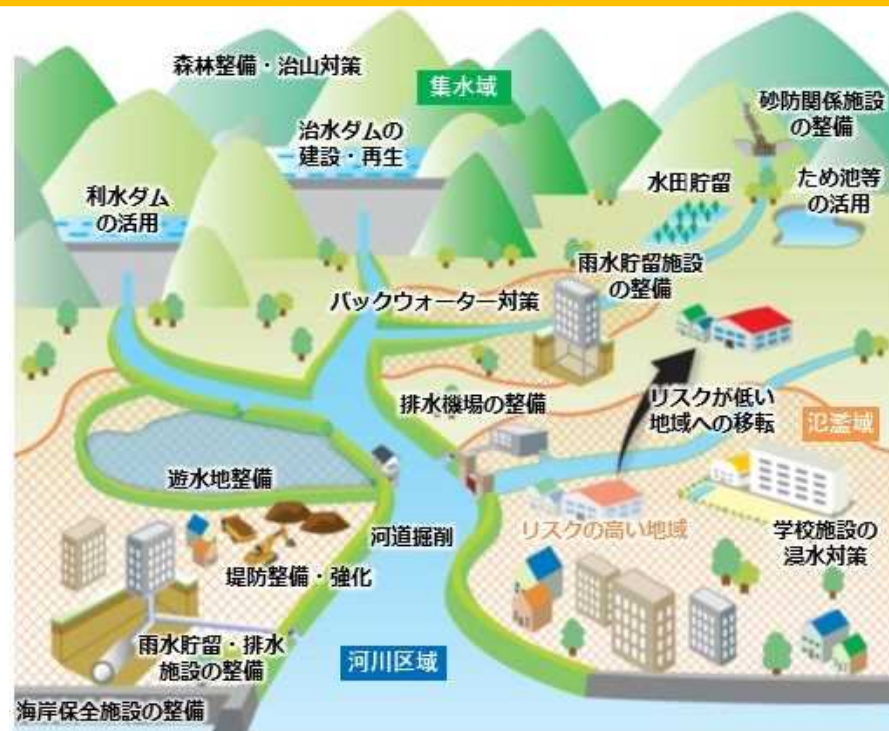 森林整備・治山対策
集水域
砂防関係施設
の整備
治水ダムの
建設・再生
水田貯留
ため池等
の活用
利水ダム
の活用
雨水貯留施設
の整備
バックウォーター対策
排水機場の整備
リスクが低い
地域への移転
氾濫域
遊水地整備
河道掘削
リスクの高い地域
学校施設の
浸水対策
堤防整備・強化
雨水貯留・排水
施設の整備
河川区域
海岸保全施設の整備